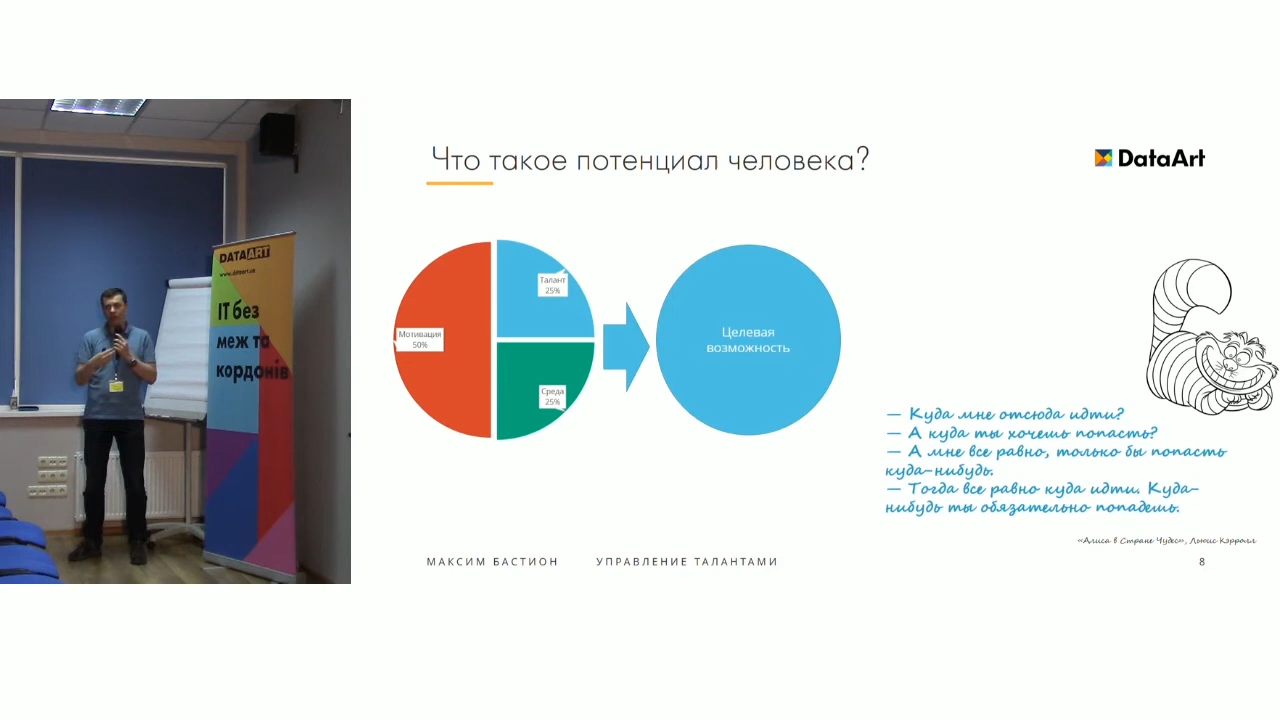 DATAART
www.dataart.ua
ІТ без
меж та
кордонів
Что такое потенциал человека?
DataArt
Мотивация
50%
Талант
25%
Среда
25%
Целевая
возможность
— Куда мне отсюда идти?
— А куда ты хочешь попасть?
— А мне все равно, только бы попасть
куда-нибудь.
— Тогда все равно куда идти. Куда-
нибудь ты обязательно попадешь.
«Алиса в Стране Чудес», Льюис Кэрролл
МАКСИМ БАСТИОН
УПРАВЛЕНИЕ ТАЛАНТАМИ
8